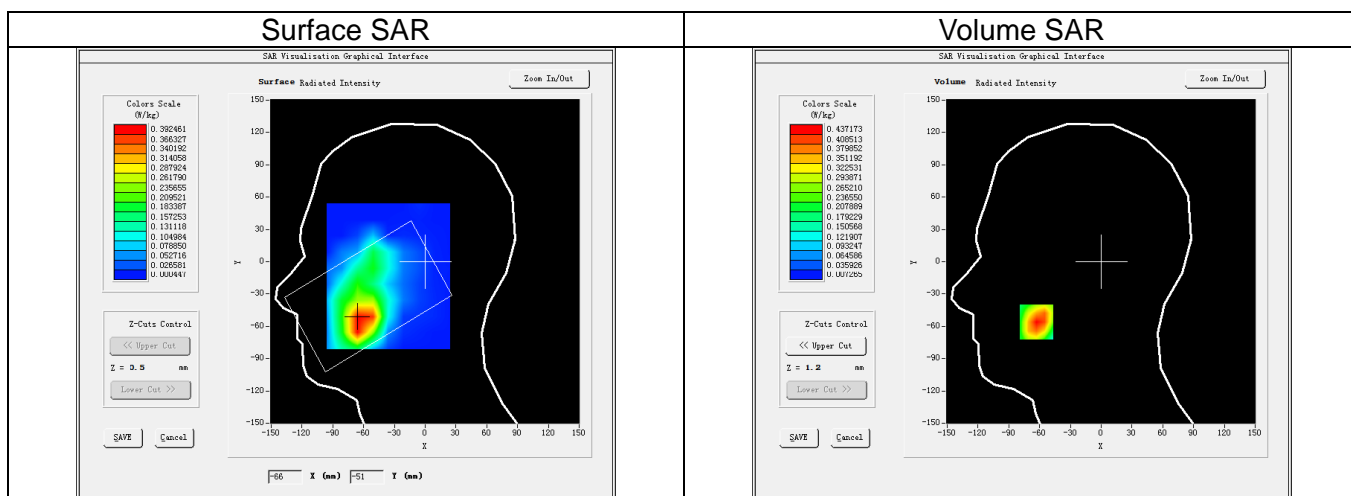 Surface SAR
SAR Visualisation Graphical Interface
Surface Radiated Intensity
Zoom In/Out
Colors Scale
(W/kg)
0.392461
0.366327
0.340192
0.314058
0.287924
0.261790
0.235655
0.209521
0.183387
0.157253
0.131118
0.104984
0.078850
0.052716
0.026581
0.000447
150
120
90
60
30
0
-30
-60
-90
-120
-150
Y
-150 -120 -90 -60 -30 0 30 60 90 120 150
X
Z-Cuts Control
<< Upper Cut
Z = 0.5 mm
Lower Cut >>
SAVE Cancel
-66 X (mm) -51 Y (mm)
Volume SAR
SAR Visualisation Graphical Interface
Volume Radiated Intensity
Zoom In/Out
Colors Scale
(W/kg)
0.437173
0.408513
0.379852
0.351192
0.322531
0.293871
0.265210
0.236550
0.207889
0.179229
0.150568
0.121907
0.093247
0.064586
0.035926
0.007265
150
120
90
60
30
0
-30
-60
-90
-120
-150
Y
-150 -120 -90 -60 -30 0 30 60 90 120 150
X
Z-Cuts Control
<< Upper Cut
Z = 1.2 mm
Lower Cut >>
SAVE Cancel